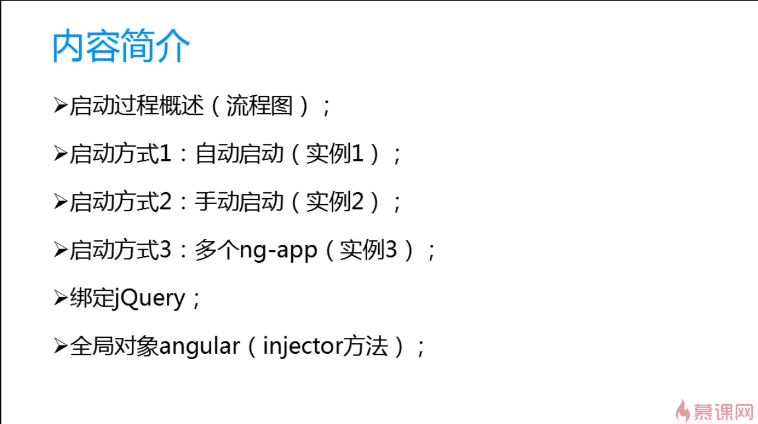 内容简介
➢启动过程概述（流程图）；
➢启动方式1：自动启动（实例1）；
➢启动方式2：手动启动（实例2）；
➢启动方式3：多个ng-app（实例3）；
➢绑定jQuery；
➢全局对象angular（injector方法）；
慕课网